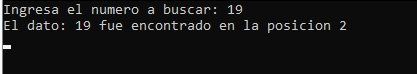 Ingresa el numero a buscar: 19
El dato: 19 fue encontrado en la posicion 2